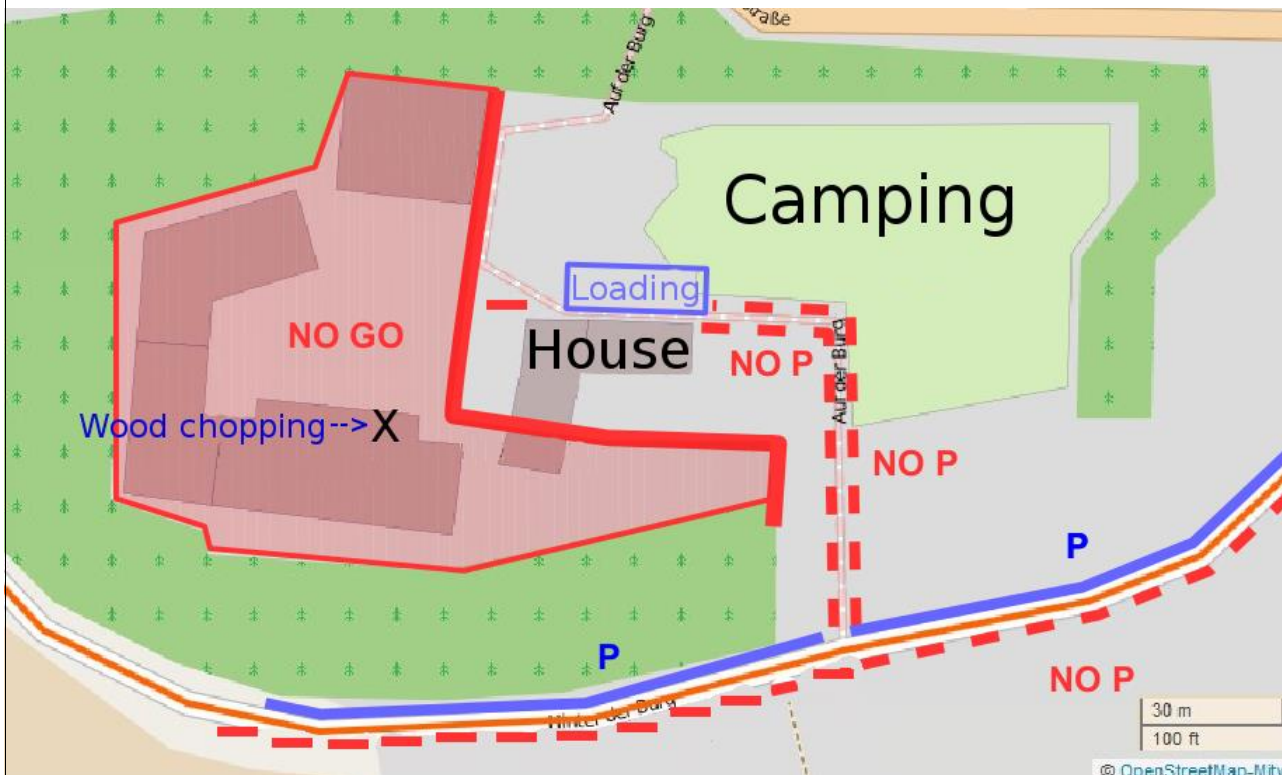 straße
Auf der Burg
Camping
Loading
NO GO
House
NO P
Auf der Burg
Wood chopping-->X
NO P
P
P
Hinter der Burg
NO P
30 m
100 ft
© OpenStreetMap-Mitw